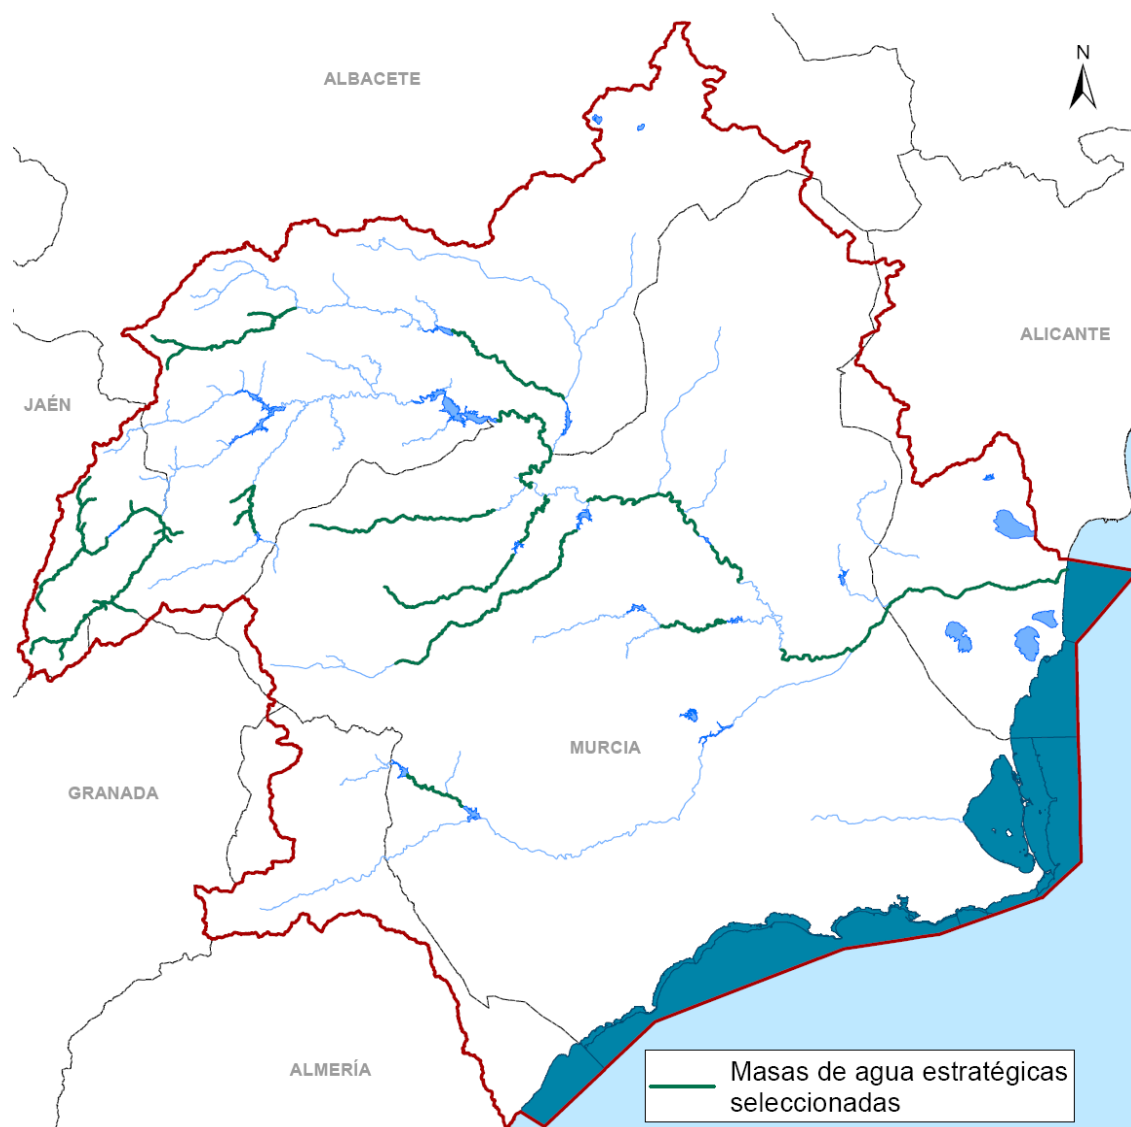 N
ALBACETE
ALICANTE
JAÉN
MURCIA
GRANADA
ALMERÍA
Masas de agua estratégicas
seleccionadas